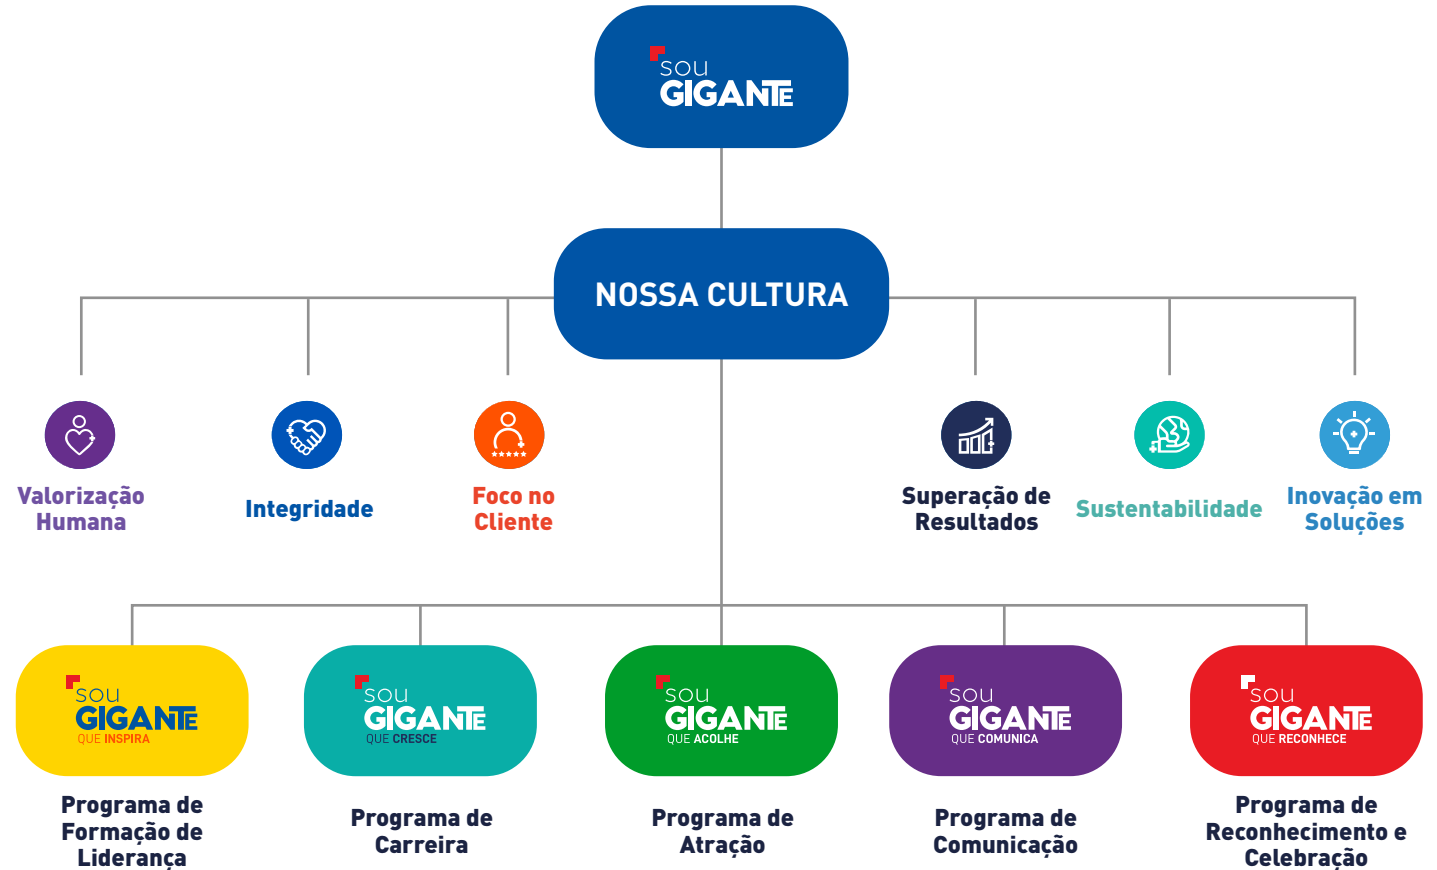 sou
GIGANTE
NOSSA CULTURA
Valorização
Humana
Integridade
Foco no
Cliente
Superação de
Resultados
Sustentabilidade
Inovação em
Soluções
sou
GIGANTE
QUE INSPIRA
Programa de
Formação de
Liderança
sou
GIGANTE
QUE CRESCE
Programa de
Carreira
sou
GIGANTE
QUE ACOLHE
Programa de
Atração
sou
GIGANTE
QUE COMUNICA
Programa de
Comunicação
sou
GIGANTE
QUE RECONHECE
Programa de
Reconhecimento e
Celebração